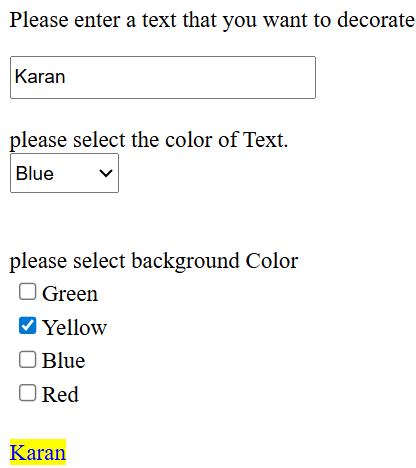 Please enter a text that you want to decorate
Karan
please select the color of Text.
Blue
please select background Color
Green
Yellow
Blue
Red
Karan